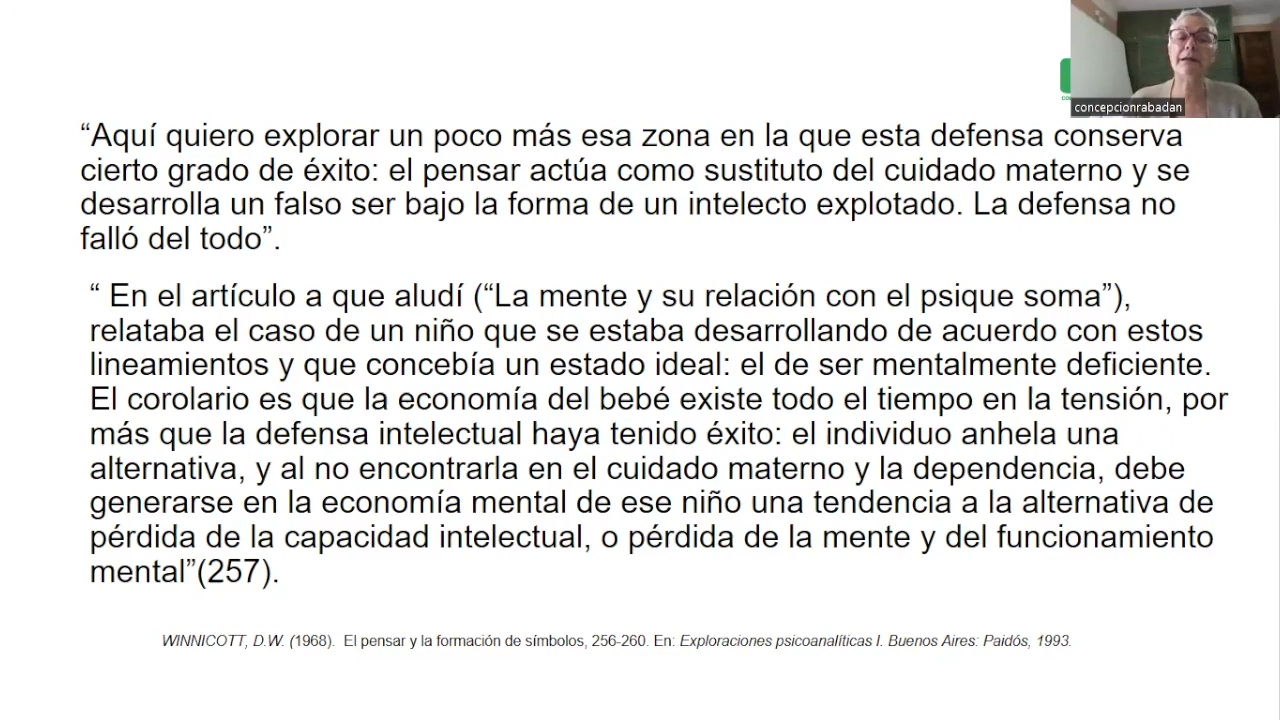 concepcionrabadan
“Aquí quiero explorar un poco más esa zona en la que esta defensa conserva
cierto grado de éxito: el pensar actúa como sustituto del cuidado materno y se
desarrolla un falso ser bajo la forma de un intelecto explotado. La defensa no
falló del todo”.
“ En el artículo a que aludí (“La mente y su relación con el psique soma”),
relataba el caso de un niño que se estaba desarrollando de acuerdo con estos
lineamientos y que concebía un estado ideal: el de ser mentalmente deficiente.
El corolario es que la economía del bebé existe todo el tiempo en la tensión, por
más que la defensa intelectual haya tenido éxito: el individuo anhela una
alternativa, y al no encontrarla en el cuidado materno y la dependencia, debe
generarse en la economía mental de ese niño una tendencia a la alternativa de
pérdida de la capacidad intelectual, o pérdida de la mente y del funcionamiento
mental”(257).
WINNICOTT, D.W. (1968). El pensar y la formación de símbolos, 256-260. En: Exploraciones psicoanalíticas I. Buenos Aires: Paidós, 1993.